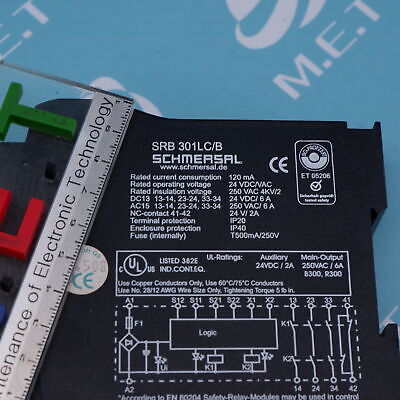 M.E.T
Maintenance of Electronic Technology
SRB 301LC/B
SCHMERSAL
schmersal.de
Rated current consumption 120 mA
Rated operating voltage 24 VDC/VAC
Rated insulation voltage 250 VAC 4KV/2
DC13 13-14, 23-24, 33-34 24 VDC/ 6 A
AC15 13-14, 23-24, 33-34 250 VAC/ 6 A
NC-contact 41-42 24 V/ 2A
Terminal protection IP20
Enclosure protection IP40
Fuse (internally) T500mA/250V
CE
ET 05206
LISTED 382E
IND.CONT.EQ.
UL-Ratings: Auxiliary Main-Output
24VDC / 2A 250VAC / 6A
B300, R300
Use Copper Conductors Only, Use 60°C/75°C Conductors
Use No. 28/12 AWG Wire Size Only, Tightening Torque 5 lb in.
A1 S12 S11 S21 S22 X1 X2 13 23 33 41
F1
Logic
K1
K2
Ui K1 K2
A2 14 24 34 42
(According to EN 60204 Safety-Relay-Modules